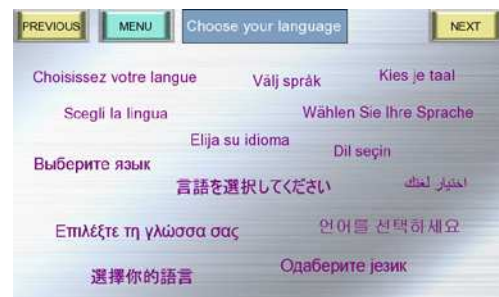 PREVIOUS
MENU
Choose your language
NEXT
Choisissez votre langue
Välj språk
Kies je taal
Scegli la lingua
Wählen Sie Ihre Sprache
Elija su idioma
Dil seçin
Выберите язык
言語を選択してください
اختيار لغتك
Επιλέξτε τη γλώσσα σας
언어를 선택하세요
選擇你的語言
Одаберите језик